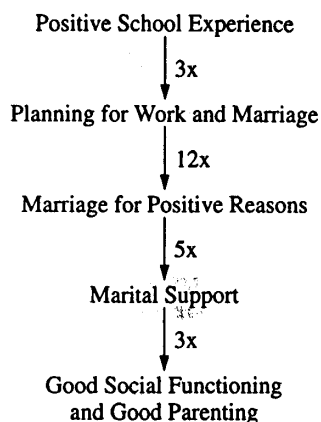 Positive School Experience
3x
Planning for Work and Marriage
12x
Marriage for Positive Reasons
5x
Marital Support
3x
Good Social Functioning
and Good Parenting